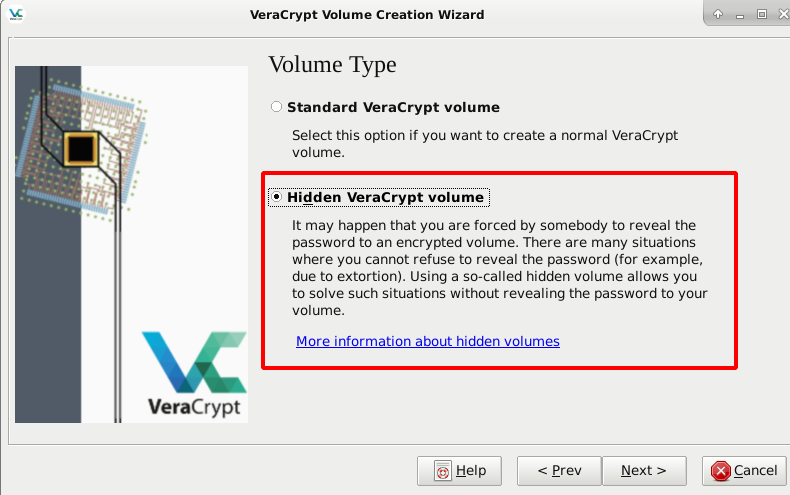 VeraCrypt Volume Creation Wizard
Volume Type
Standard VeraCrypt volume
Select this option if you want to create a normal VeraCrypt
volume.
Hidden VeraCrypt volume
It may happen that you are forced by somebody to reveal the
password to an encrypted volume. There are many situations
where you cannot refuse to reveal the password (for example,
due to extortion). Using a so-called hidden volume allows you
to solve such situations without revealing the password to your
volume.
More information about hidden volumes
VeraCrypt
Help
< Prev
Next >
Cancel